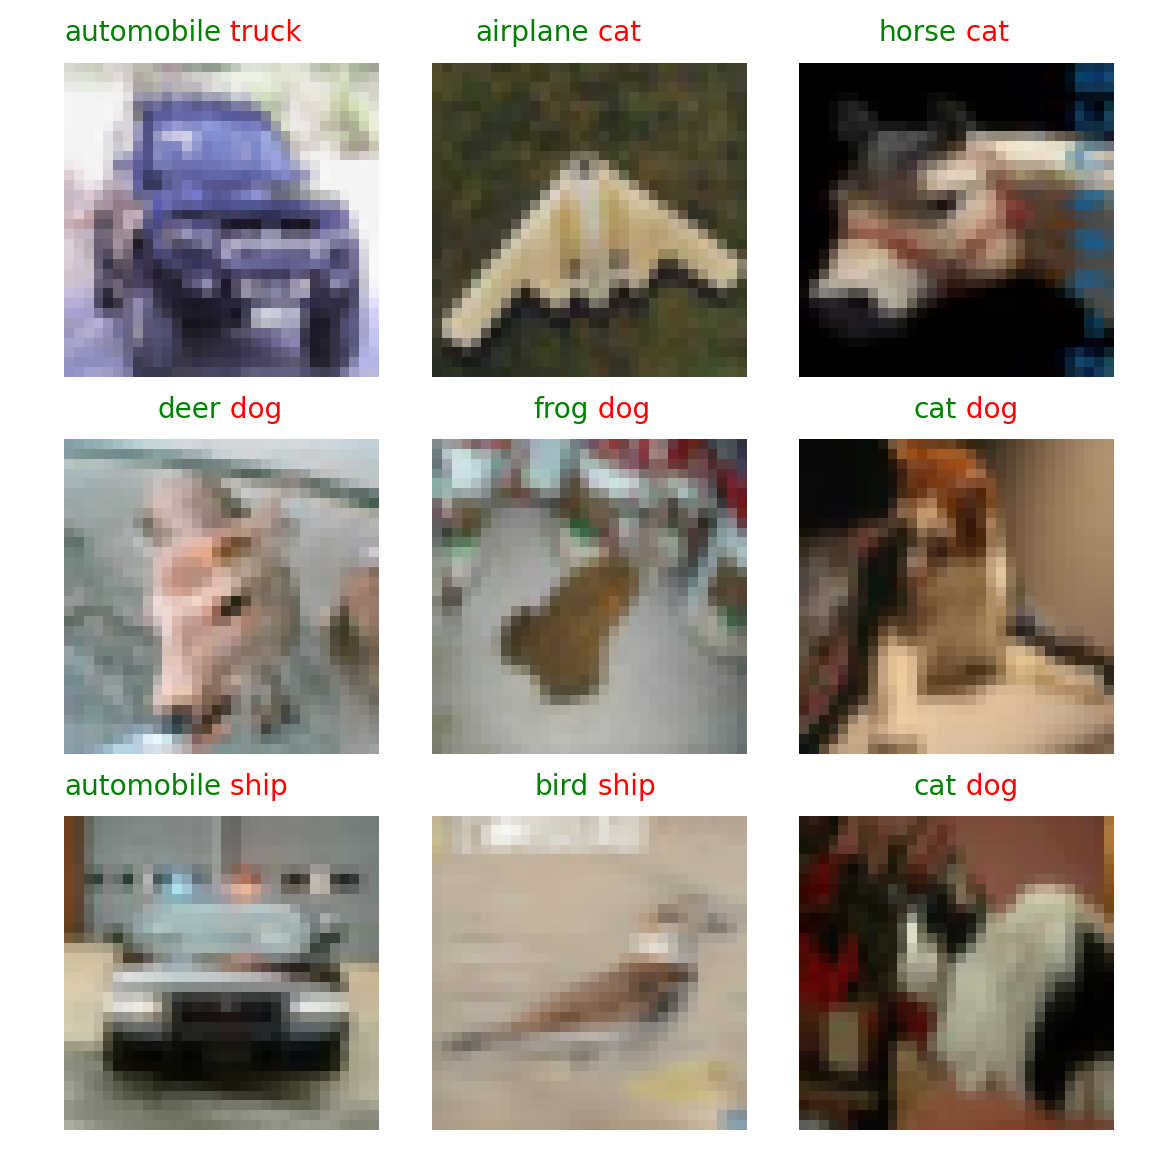 automobile truck
airplane cat
horse cat
deer dog
frog dog
cat dog
automobile ship
bird ship
cat dog